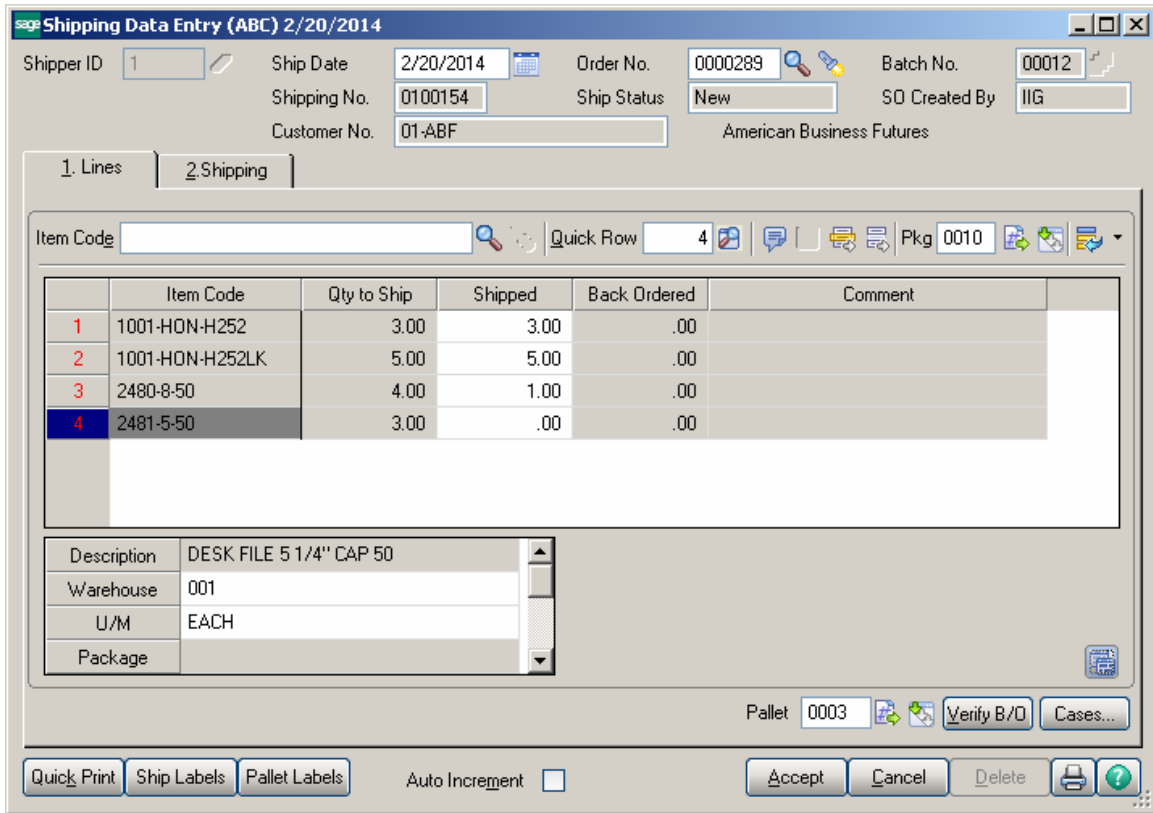 sage Shipping Data Entry (ABC) 2/20/2014
Shipper ID 1 Ship Date 2/20/2014 Order No. 0000289 Batch No. 00012
Shipping No. 0100154 Ship Status New SO Created By IIG
Customer No. 01-ABF American Business Futures
1. Lines 2.Shipping
Item Code Quick Row 4 Pkg 0010
Item Code Qty to Ship Shipped Back Ordered Comment
1 1001-HON-H252 3.00 3.00 .00
2 1001-HON-H252LK 5.00 5.00 .00
3 2480-8-50 4.00 1.00 .00
4 2481-5-50 3.00 .00 .00
Description DESK FILE 5 1/4" CAP 50
Warehouse 001
U/M EACH
Package
Pallet 0003 Verify B/O Cases...
Quick Print Ship Labels Pallet Labels Auto Increment Accept Cancel Delete